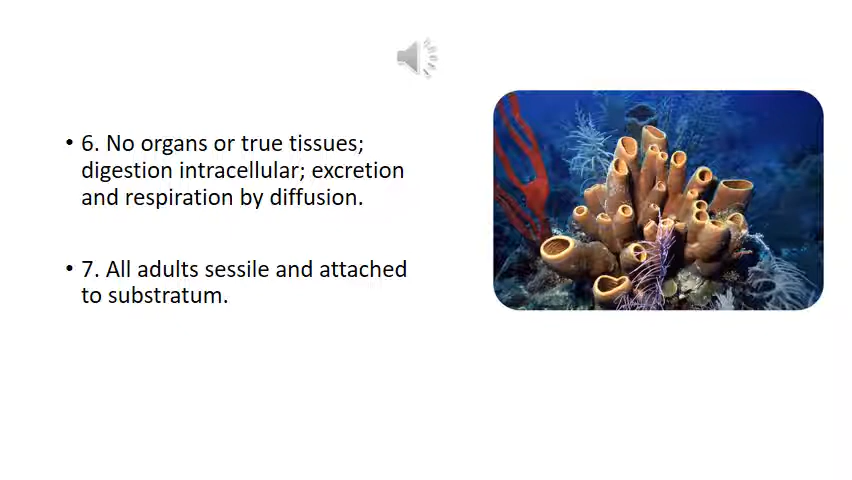 • 6. No organs or true tissues;
digestion intracellular; excretion
and respiration by diffusion.
• 7. All adults sessile and attached
to substratum.